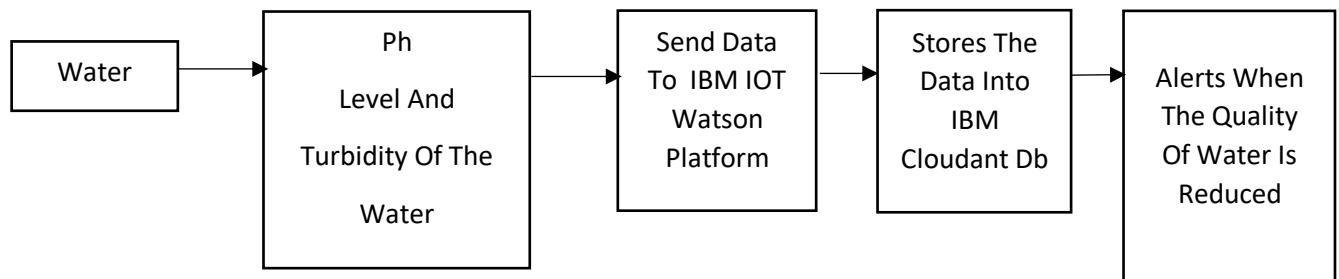 Water
Ph
Level And
Turbidity Of The
Water
Send Data
To IBM IOT
Watson
Platform
Stores The
Data Into
IBM
Cloudant Db
Alerts When
The Quality
Of Water Is
Reduced